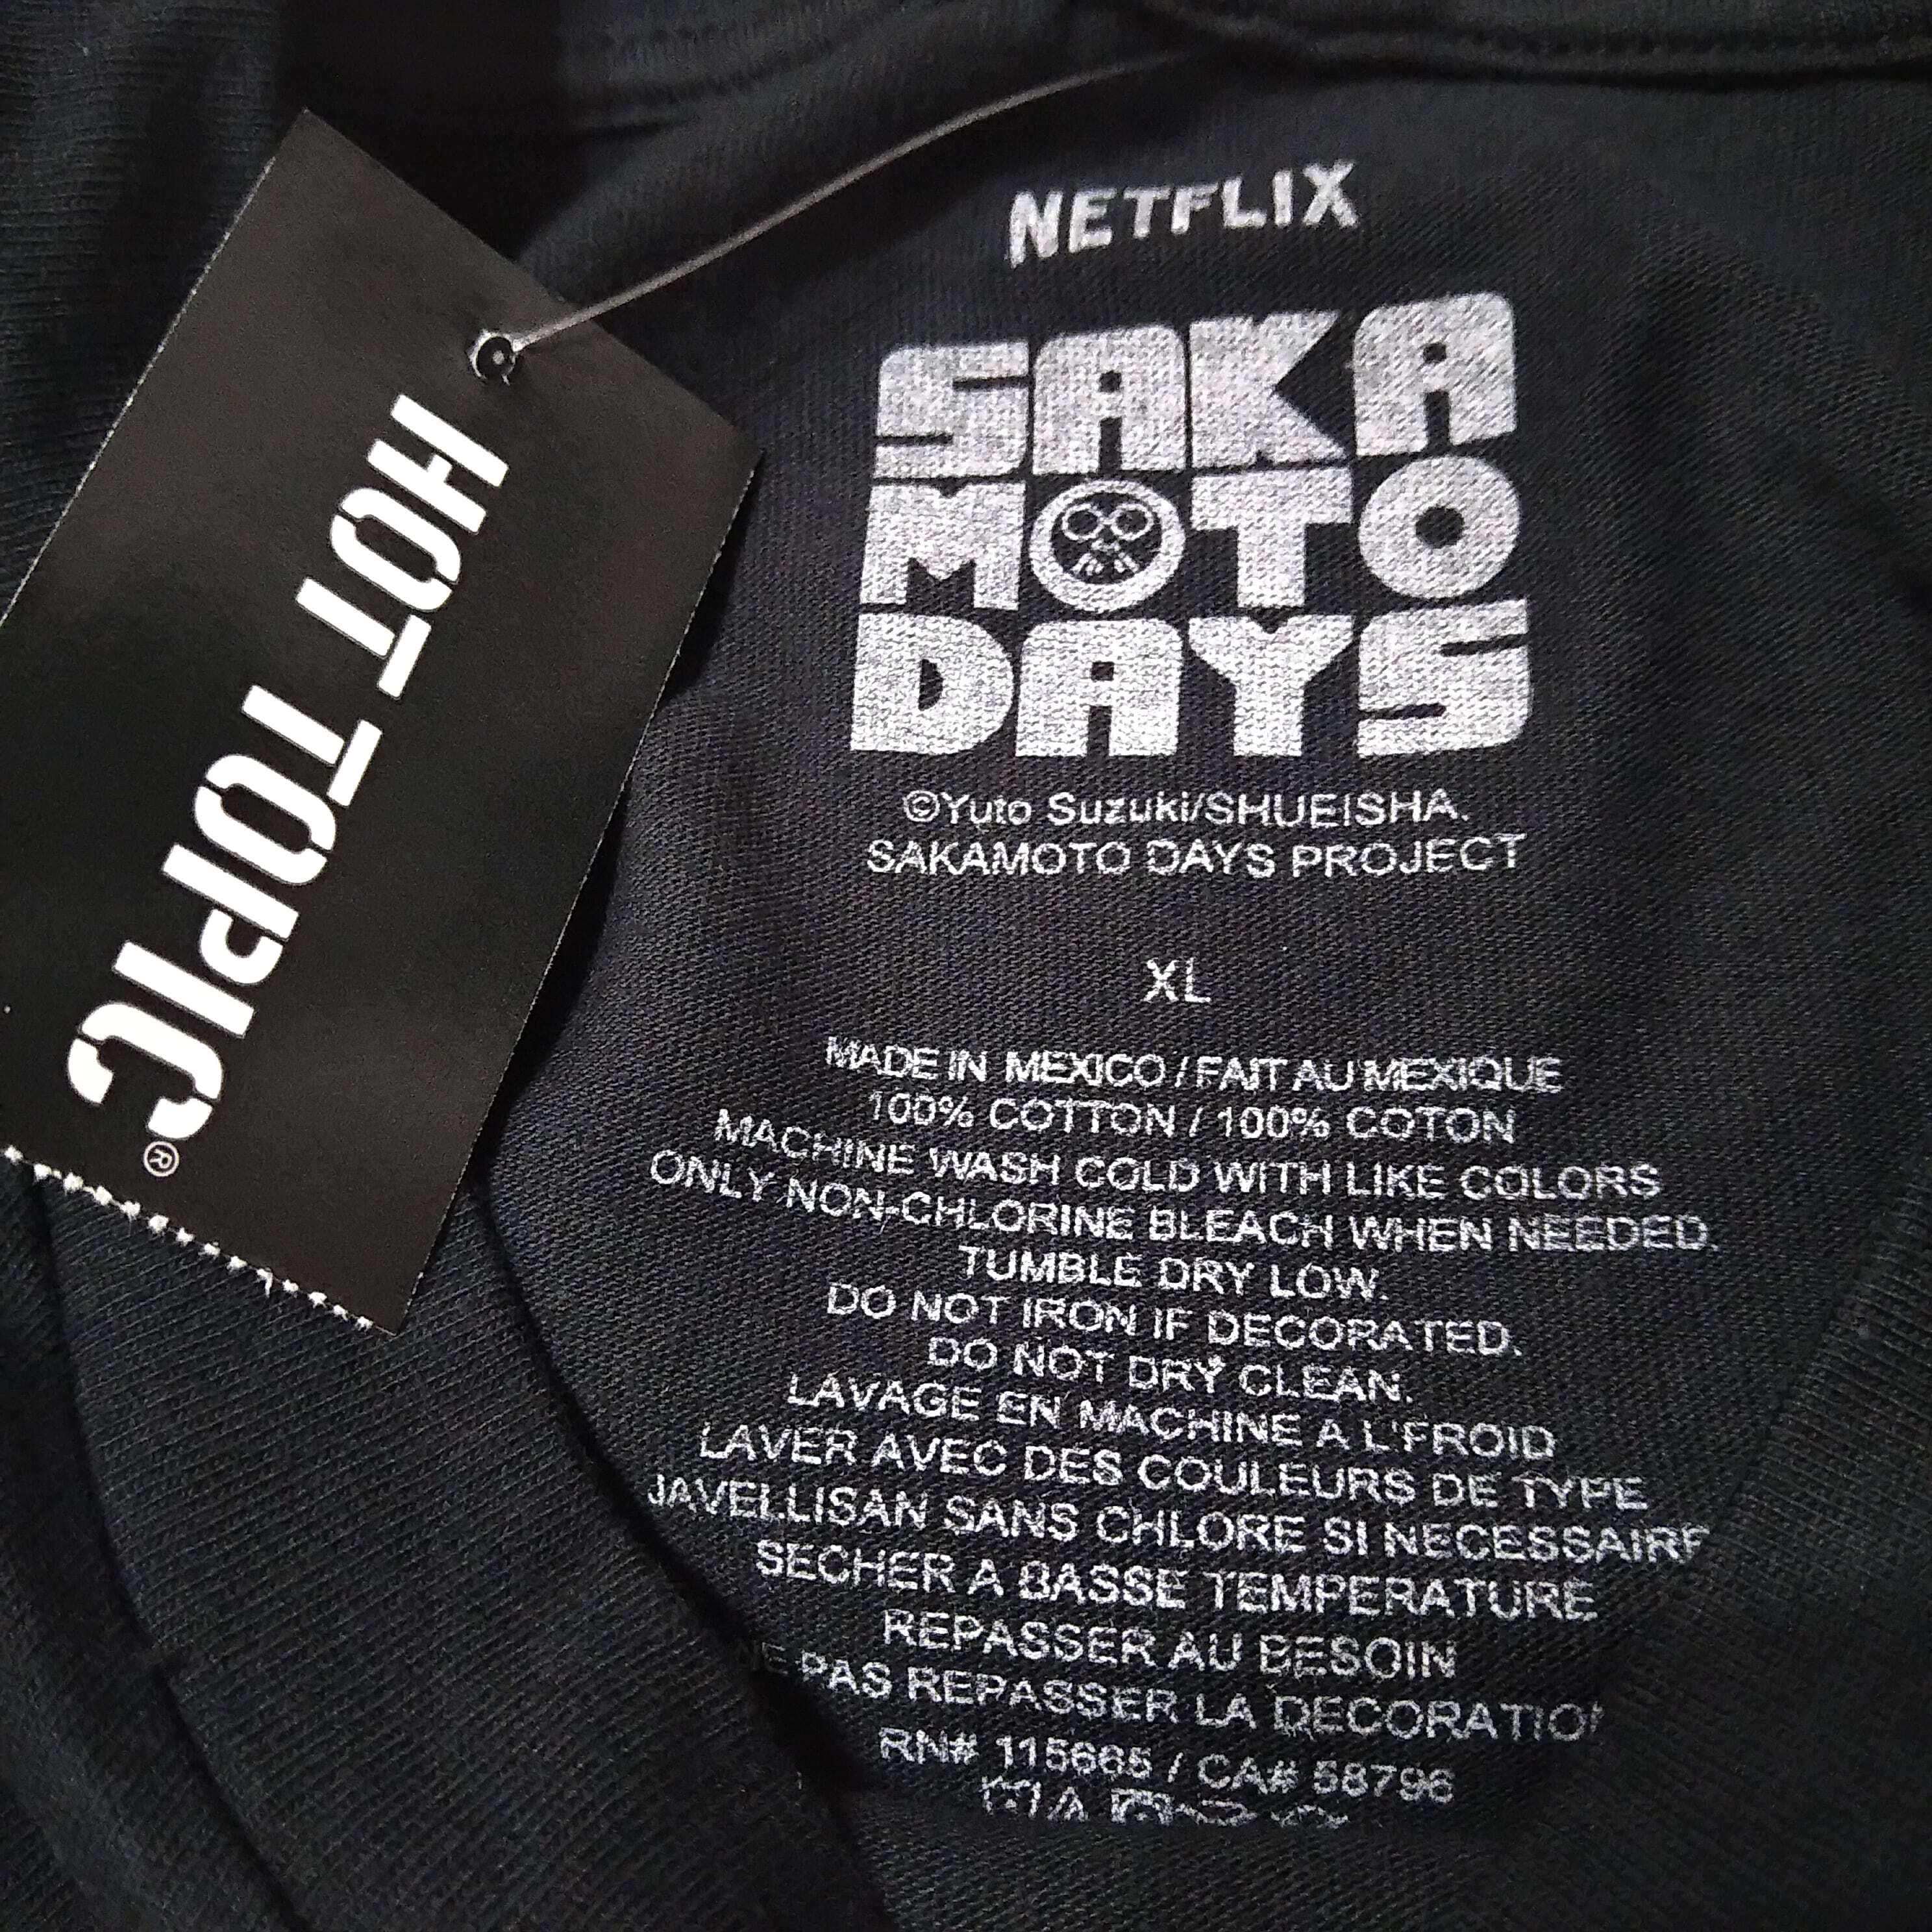 HOT TOPIC®
NETFLIX
SAKA
MOTO
DAYS
©Yuto Suzuki/SHUEISHA.
SAKAMOTO DAYS PROJECT
XL
MADE IN MEXICO / FAIT AU MEXIQUE
100% COTTON / 100% COTON
MACHINE WASH COLD WITH LIKE COLORS
ONLY NON-CHLORINE BLEACH WHEN NEEDED.
TUMBLE DRY LOW.
DO NOT IRON IF DECORATED.
DO NOT DRY CLEAN.
LAVAGE EN MACHINE A L'FROID
LAVER AVEC DES COULEURS DE TYPE
JAVELLISAN SANS CHLORE SI NECESSAIRE
SECHER A BASSE TEMPERATURE
REPASSER AU BESOIN
NE PAS REPASSER LA DECORATION
RN# 115665 / CA# 58796